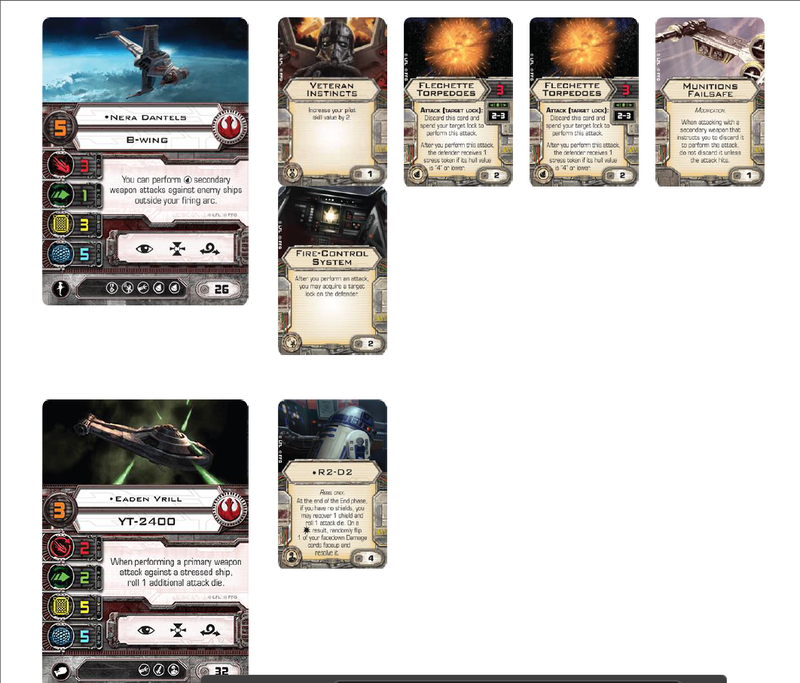 •Nera Dantels
5
B-wing
3
1
3
5
You can perform secondary
weapon attacks against enemy ships
outside your firing arc.
26
Veteran
Instincts
Increase your pilot
skill value by 2.
1
Flechette
Torpedoes
3
Attack (target lock):
2-3
Discard this card and
spend your target lock to
perform this attack.
After you perform this attack,
the defender receives 1
stress token if its hull value
is "4" or lower.
2
Flechette
Torpedoes
3
Attack (target lock):
2-3
Discard this card and
spend your target lock to
perform this attack.
After you perform this attack,
the defender receives 1
stress token if its hull value
is "4" or lower.
2
Munitions
Failsafe
Modification.
When attacking with a
secondary weapon that
instructs you to discard it
to perform the attack,
do not discard it unless
the attack hits.
1
Fire-Control
System
After you perform an attack,
you may acquire a target
lock on the defender.
2
•Eaden Vrill
3
YT-2400
2
2
5
5
When performing a primary weapon
attack against a stressed ship,
roll 1 additional attack die.
32
•R2-D2
Rebel only.
At the end of the End phase,
if you have no shields, you
may recover 1 shield and
roll 1 attack die. On a
result, randomly flip
1 of your facedown Damage
cards faceup and
resolve it.
4